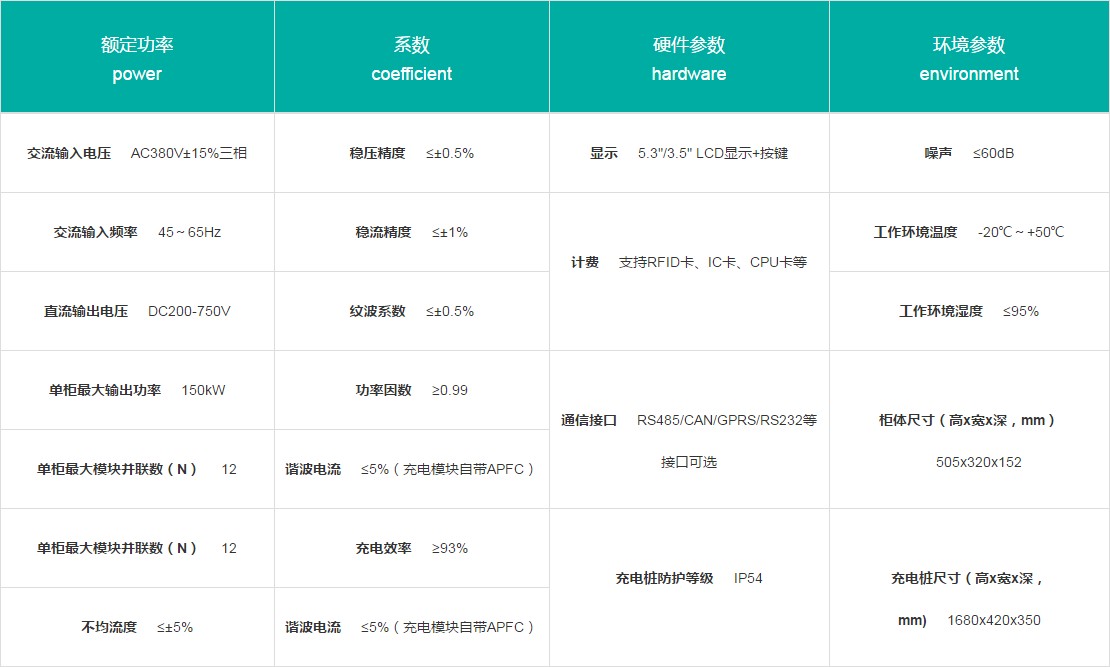 额定功率
power
系数
coefficient
硬件参数
hardware
环境参数
environment
交流输入电压 AC380V±15%三相
稳压精度 ≤±0.5%
显示 5.3"/3.5" LCD显示+按键
噪声 ≤60dB
交流输入频率 45～65Hz
稳流精度 ≤±1%
计费 支持RFID卡、IC卡、CPU卡等
工作环境温度 -20℃～+50℃
直流输出电压 DC200-750V
纹波系数 ≤±0.5%
工作环境湿度 ≤95%
单柜最大输出功率 150kW
功率因数 ≥0.99
通信接口 RS485/CAN/GPRS/RS232等
接口可选
柜体尺寸（高x宽x深，mm）
505x320x152
单柜最大模块并联数（N） 12
谐波电流 ≤5%（充电模块自带APFC）
单柜最大模块并联数（N） 12
充电效率 ≥93%
充电桩防护等级 IP54
充电桩尺寸（高x宽x深，
mm) 1680x420x350
不均流度 ≤±5%
谐波电流 ≤5%（充电模块自带APFC）